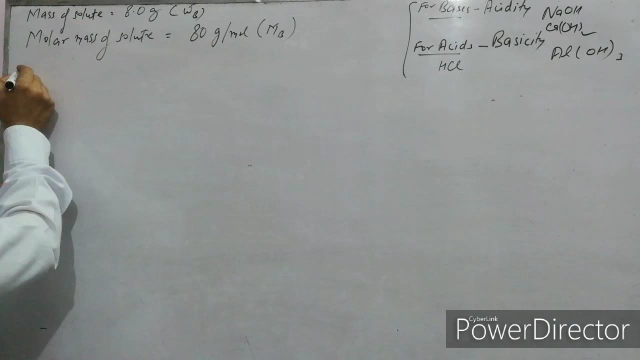 Mass of solute = 8.0 g (WB)
Molar mass of solute = 80 g/mol (MB)
For Bases - Acidity NaOH
Ca(OH)2
For Acids - Basicity Al(OH)3
HCl
CyberLink
PowerDirector